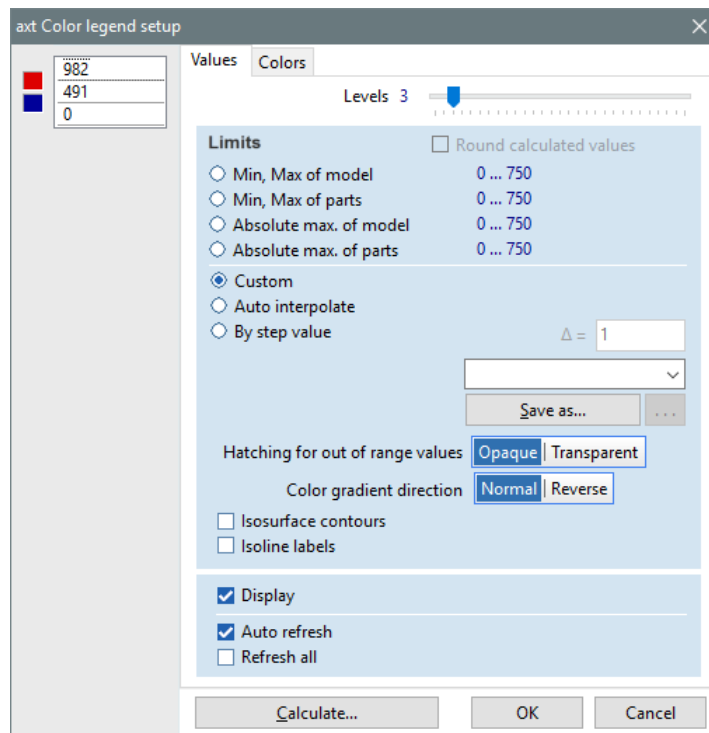 axt Color legend setup
982
491
0
Values Colors
Levels 3
Limits Round calculated values
Min, Max of model 0 ... 750
Min, Max of parts 0 ... 750
Absolute max. of model 0 ... 750
Absolute max. of parts 0 ... 750
Custom
Auto interpolate
By step value Δ = 1
Save as... ...
Hatching for out of range values Opaque Transparent
Color gradient direction Normal Reverse
Isosurface contours
Isoline labels
Display
Auto refresh
Refresh all
Calculate... OK Cancel